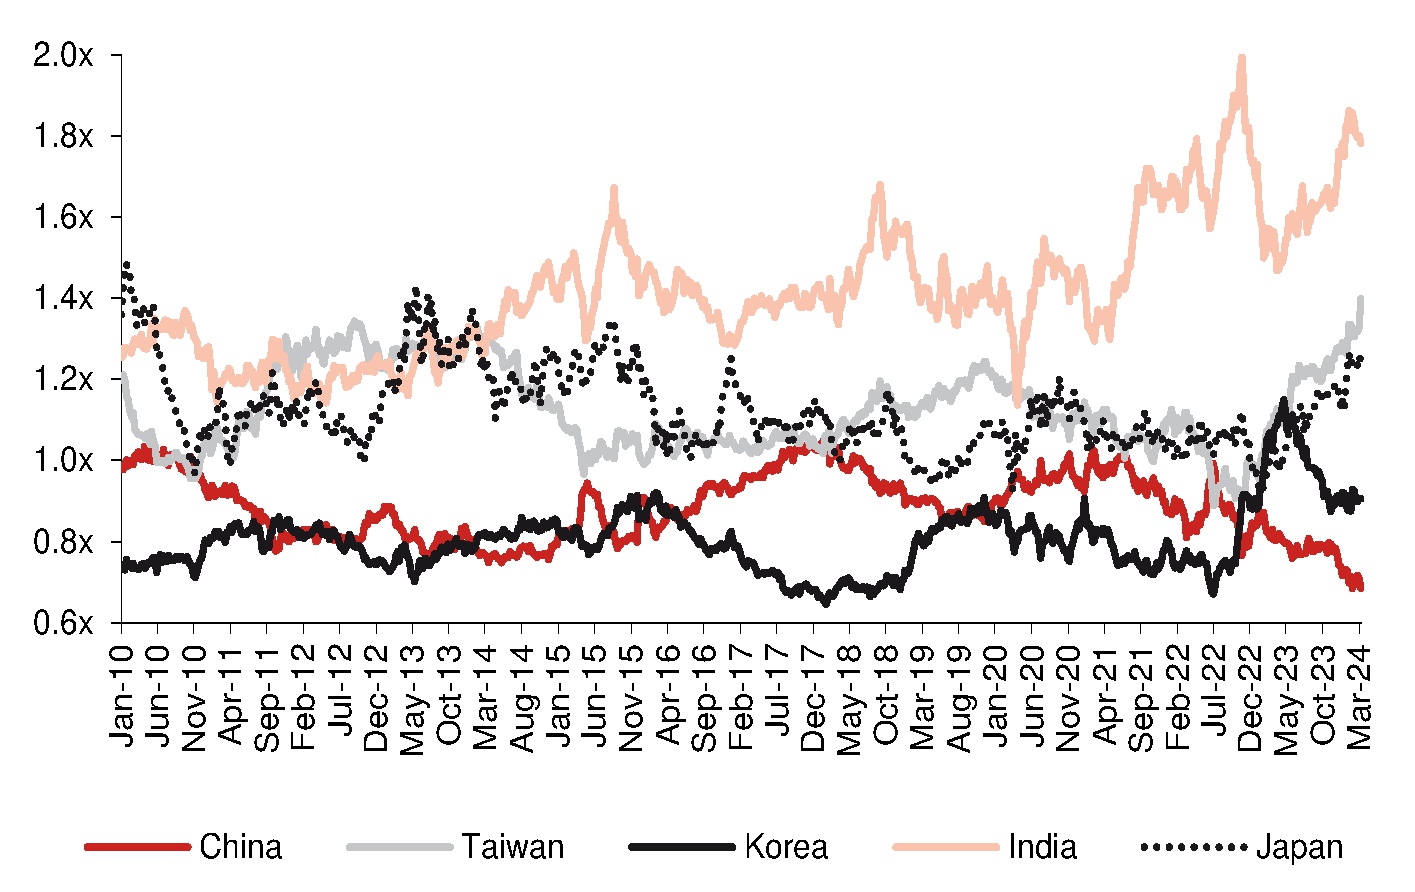 2.0x
1.8x
1.6x
1.4x
1.2x
1.0x
0.8x
0.6x
Jan-10
Jun-10
Nov-10
Apr-11
Sep-11
Feb-12
Jul-12
Dec-12
May-13
Oct-13
Mar-14
Aug-14
Jan-15
Jun-15
Nov-15
Apr-16
Sep-16
Feb-17
Jul-17
Dec-17
May-18
Oct-18
Mar-19
Aug-19
Jan-20
Jun-20
Nov-20
Apr-21
Sep-21
Feb-22
Jul-22
Dec-22
May-23
Oct-23
Mar-24
China Taiwan Korea India Japan